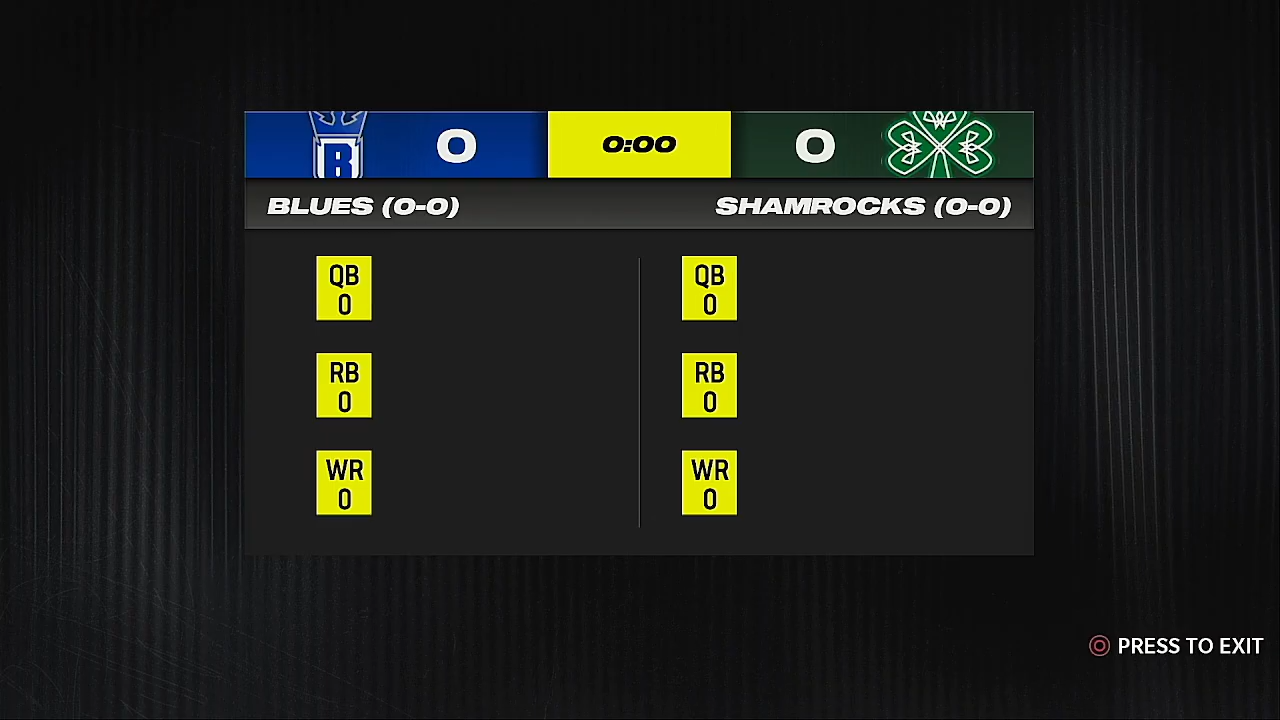 B 0 0:00 0
BLUES (0-0) SHAMROCKS (0-0)
QB QB
0 0
RB RB
0 0
WR WR
0 0
PRESS TO EXIT